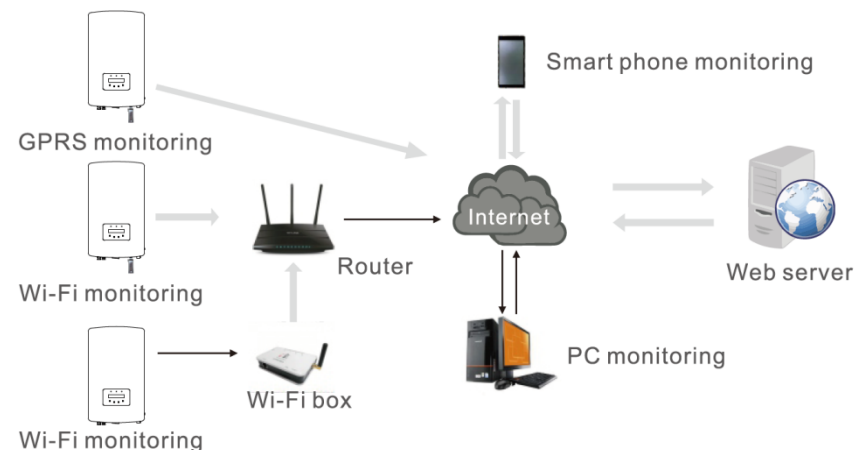 Smart phone monitoring
GPRS monitoring
Internet
Router
Web server
Wi-Fi monitoring
PC monitoring
Wi-Fi box
Wi-Fi monitoring